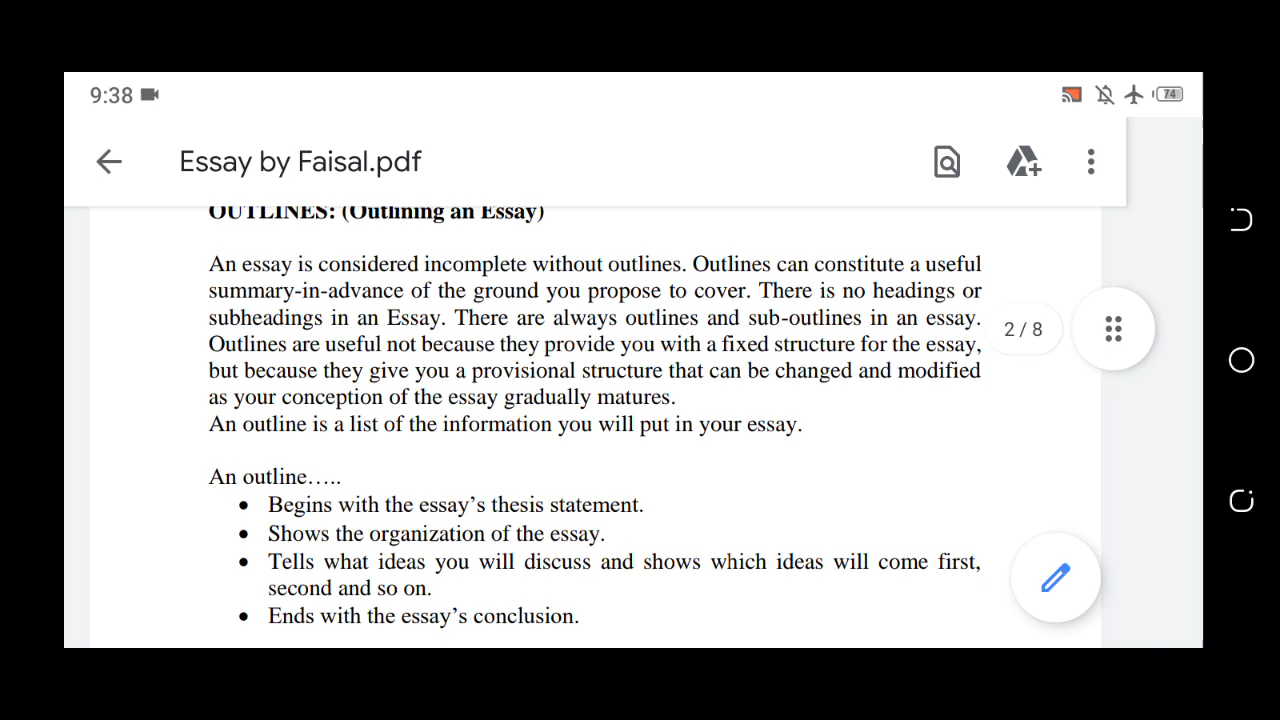 9:38
74
Essay by Faisal.pdf
OUTLINES: (Outlining an Essay)
An essay is considered incomplete without outlines. Outlines can constitute a useful
summary-in-advance of the ground you propose to cover. There is no headings or
subheadings in an Essay. There are always outlines and sub-outlines in an essay.
2 / 8
Outlines are useful not because they provide you with a fixed structure for the essay,
but because they give you a provisional structure that can be changed and modified
as your conception of the essay gradually matures.
An outline is a list of the information you will put in your essay.
An outline…..
• Begins with the essay’s thesis statement.
• Shows the organization of the essay.
• Tells what ideas you will discuss and shows which ideas will come first,
second and so on.
• Ends with the essay’s conclusion.